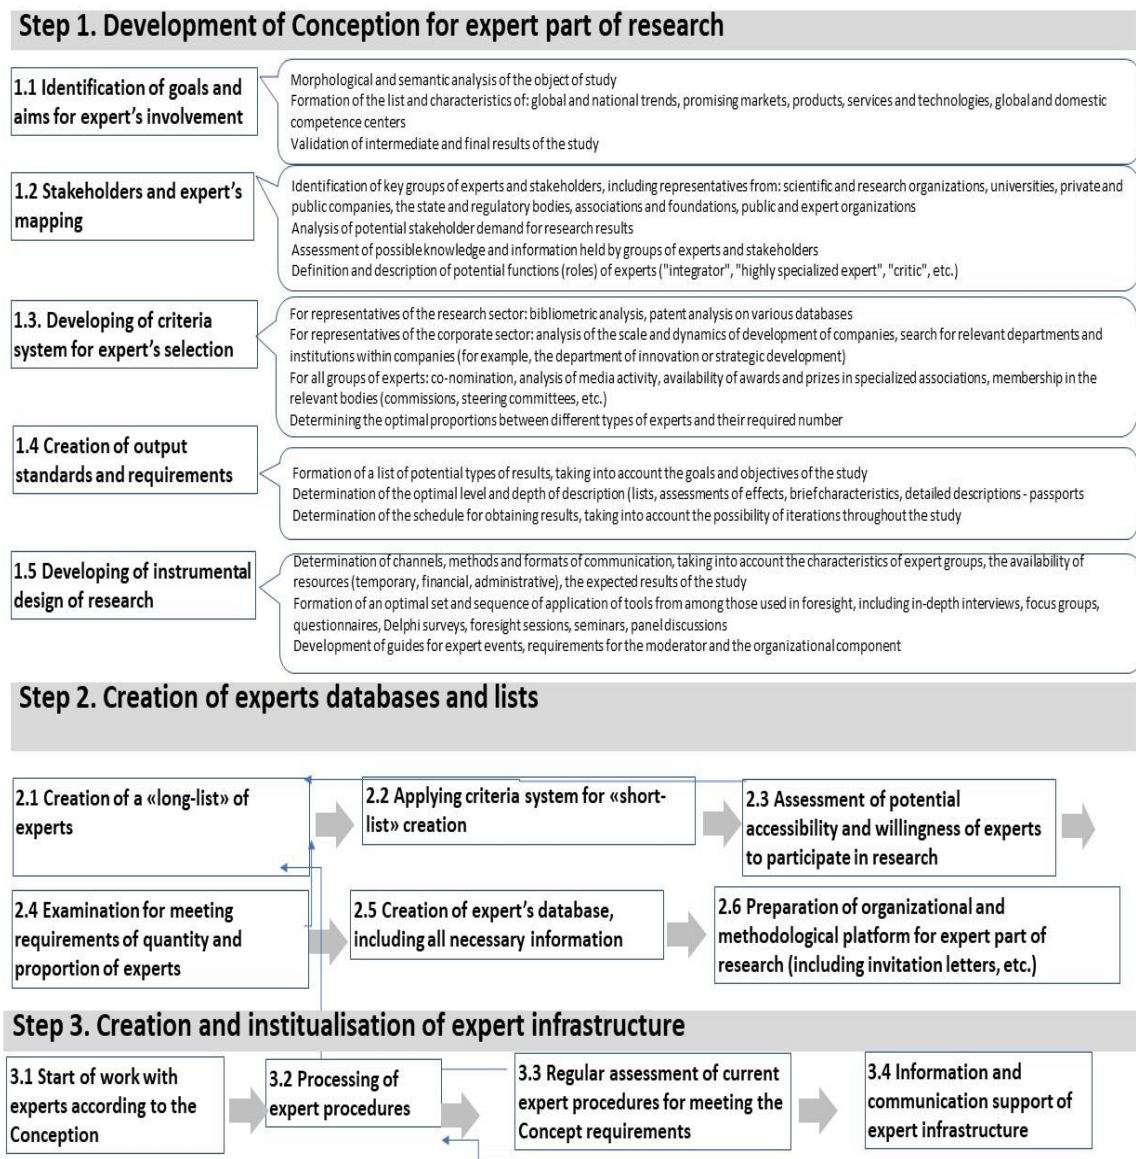 Step 1. Development of Conception for expert part of research
1.1 Identification of goals and
aims for expert's involvement
Morphological and semantic analysis of the object of study
Formation of the list and characteristics of: global and national trends, promising markets, products, services and technologies, global and domestic
competence centers
Validation of intermediate and final results of the study
1.2 Stakeholders and expert's
mapping
Identification of key groups of experts and stakeholders, including representatives from: scientific and research organizations, universities, private and
public companies, the state and regulatory bodies, associations and foundations, public and expert organizations
Analysis of potential stakeholder demand for research results
Assessment of possible knowledge and information held by groups of experts and stakeholders
Definition and description of potential functions (roles) of experts ("integrator", "highly specialized expert", "critic", etc.)
1.3. Developing of criteria
system for expert's selection
For representatives of the research sector: bibliometric analysis, patent analysis on various databases
For representatives of the corporate sector: analysis of the scale and dynamics of development of companies, search for relevant departments and
institutions within companies (for example, the department of innovation or strategic development)
For all groups of experts: co-nomination, analysis of media activity, availability of awards and prizes in specialized associations, membership in the
relevant bodies (commissions, steering committees, etc.)
Determining the optimal proportions between different types of experts and their required number
1.4 Creation of output
standards and requirements
Formation of a list of potential types of results, taking into account the goals and objectives of the study
Determination of the optimal level and depth of description (lists, assessments of effects, brief characteristics, detailed descriptions - passports
Determination of the schedule for obtaining results, taking into account the possibility of iterations throughout the study
1.5 Developing of instrumental
design of research
Determination of channels, methods and formats of communication, taking into account the characteristics of expert groups, the availability of
resources (temporary, financial, administrative), the expected results of the study
Formation of an optimal set and sequence of application of tools from among those used in foresight, including in-depth interviews, focus groups,
questionnaires, Delphi surveys, foresight sessions, seminars, panel discussions
Development of guides for expert events, requirements for the moderator and the organizational component
Step 2. Creation of experts databases and lists
2.1 Creation of a «long-list» of
experts
2.2 Applying criteria system for «short-
list» creation
2.3 Assessment of potential
accessibility and willingness of experts
to participate in research
2.4 Examination for meeting
requirements of quantity and
proportion of experts
2.5 Creation of expert's database,
including all necessary information
2.6 Preparation of organizational and
methodological platform for expert part of
research (including invitation letters, etc.)
Step 3. Creation and institualisation of expert infrastructure
3.1 Start of work with
experts according to the
Conception
3.2 Processing of
expert procedures
3.3 Regular assessment of current
expert procedures for meeting the
Concept requirements
3.4 Information and
communication support of
expert infrastructure